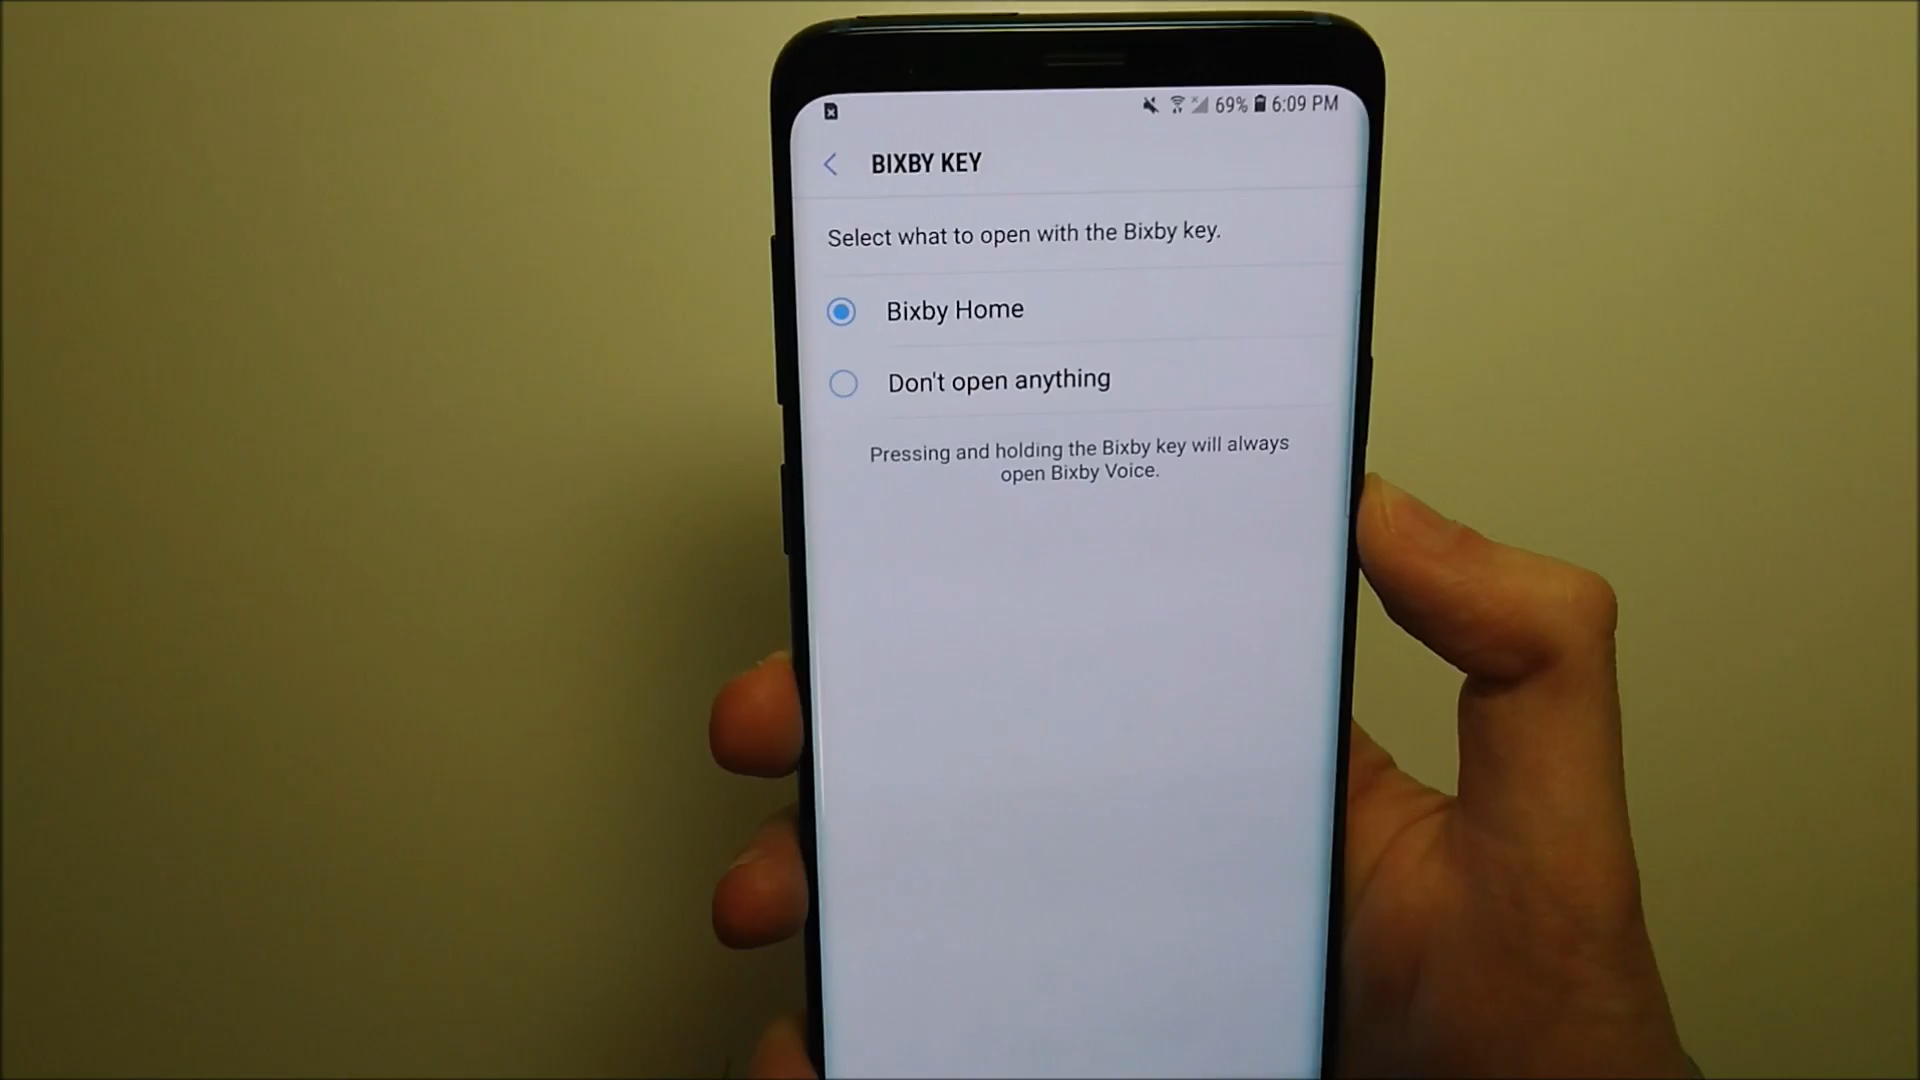 69% 6:09 PM
BIXBY KEY
Select what to open with the Bixby key.
Bixby Home
Don't open anything
Pressing and holding the Bixby key will always
open Bixby Voice.